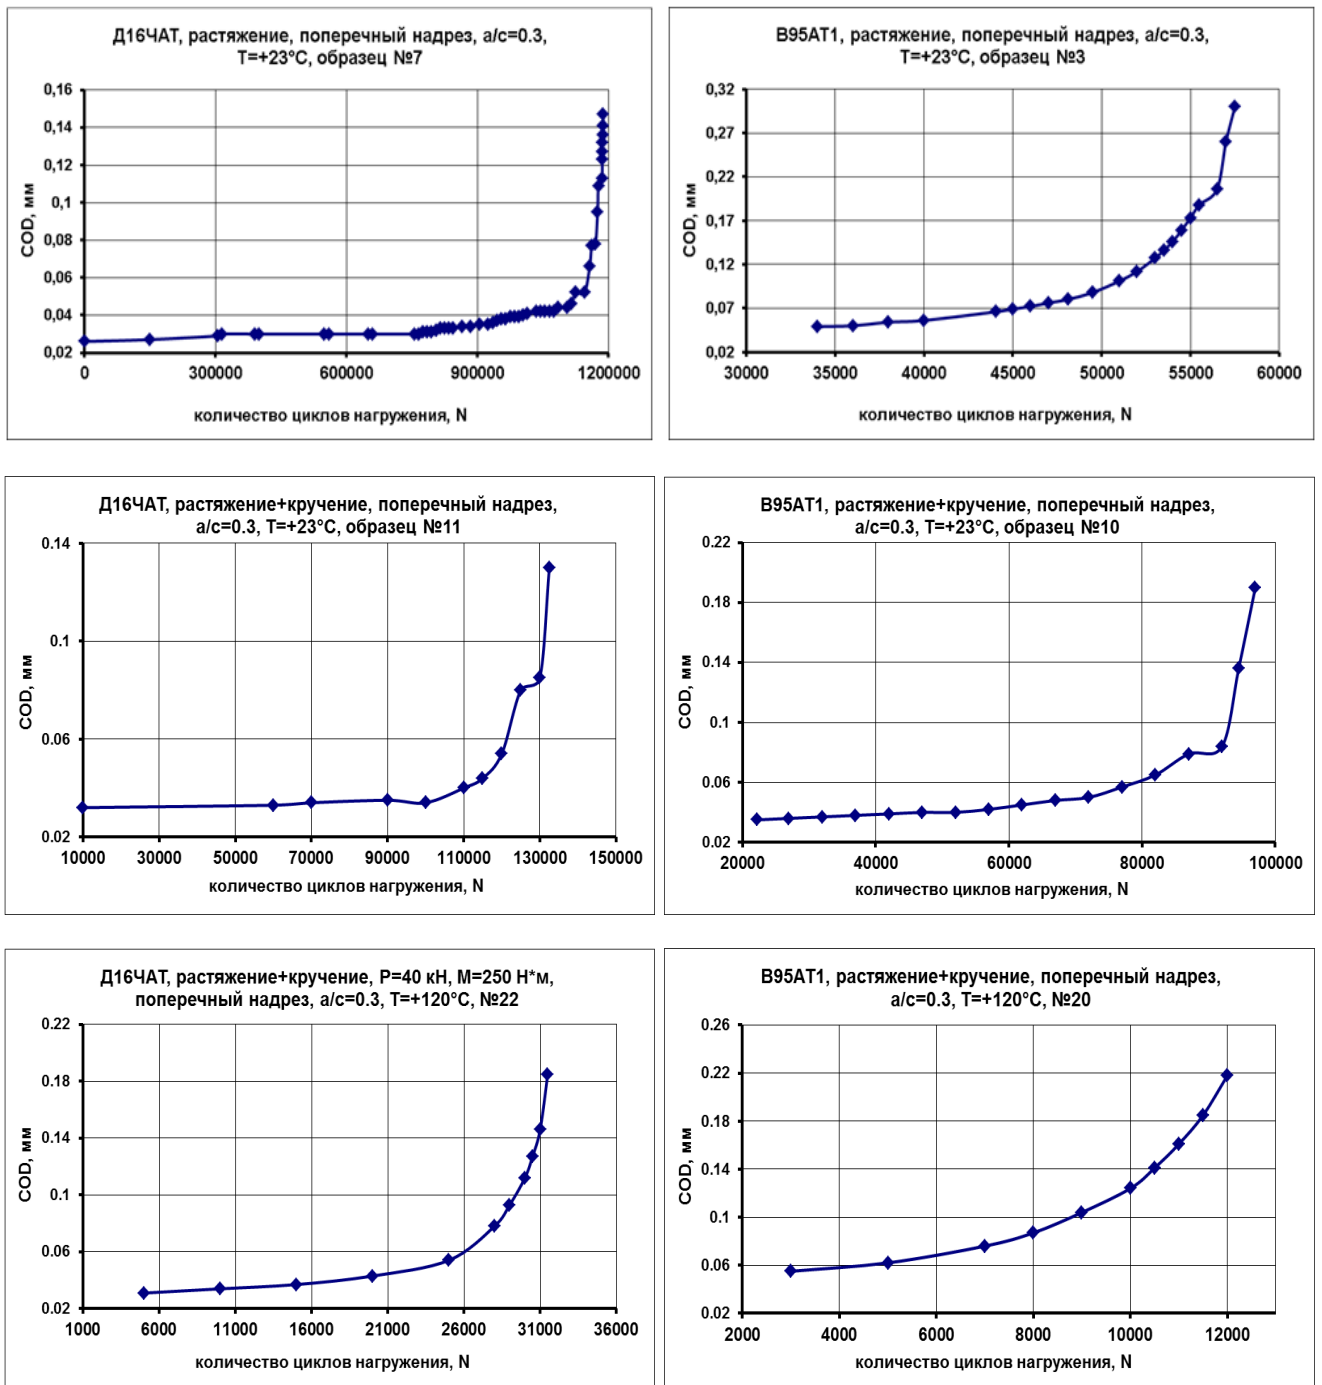 Д16ЧАТ, растяжение, поперечный надрез, a/c=0.3,
T=+23°C, образец №7
0,16
0,14
0,12
0,1
0,08
0,06
0,04
0,02
COD, мм
0 300000 600000 900000 1200000
количество циклов нагружения, N
В95АТ1, растяжение, поперечный надрез, a/c=0.3,
T=+23°C, образец №3
0,32
0,27
0,22
0,17
0,12
0,07
0,02
COD, мм
30000 35000 40000 45000 50000 55000 60000
количество циклов нагружения, N
Д16ЧАТ, растяжение+кручение, поперечный надрез,
a/c=0.3, T=+23°C, образец №11
0.14
0.1
0.06
0.02
COD, мм
10000 30000 50000 70000 90000 110000 130000 150000
количество циклов нагружения, N
В95АТ1, растяжение+кручение, поперечный надрез,
a/c=0.3, T=+23°C, образец №10
0.22
0.18
0.14
0.1
0.06
0.02
COD, мм
20000 40000 60000 80000 100000
количество циклов нагружения, N
Д16ЧАТ, растяжение+кручение, P=40 кН, M=250 Н*м,
поперечный надрез, a/c=0.3, T=+120°C, №22
0.22
0.18
0.14
0.1
0.06
0.02
COD, мм
1000 6000 11000 16000 21000 26000 31000 36000
количество циклов нагружения, N
В95АТ1, растяжение+кручение, поперечный надрез,
a/c=0.3, T=+120°C, №20
0.26
0.22
0.18
0.14
0.1
0.06
0.02
COD, мм
2000 4000 6000 8000 10000 12000
количество циклов нагружения, N